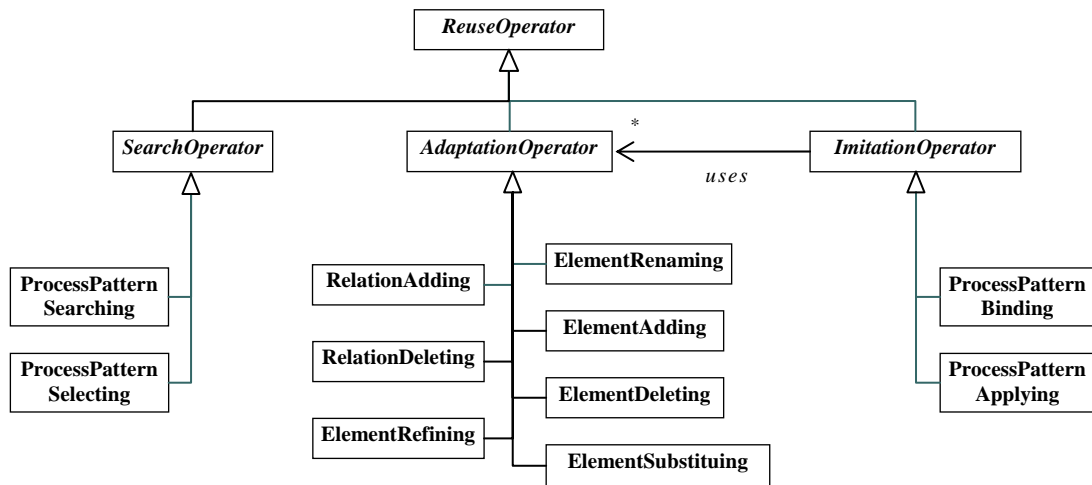 ReuseOperator
*
SearchOperator
AdaptationOperator
ImitationOperator
uses
ProcessPattern
Searching
ProcessPattern
Selecting
RelationAdding
RelationDeleting
ElementRefining
ElementRenaming
ElementAdding
ElementDeleting
ElementSubstituing
ProcessPattern
Binding
ProcessPattern
Applying